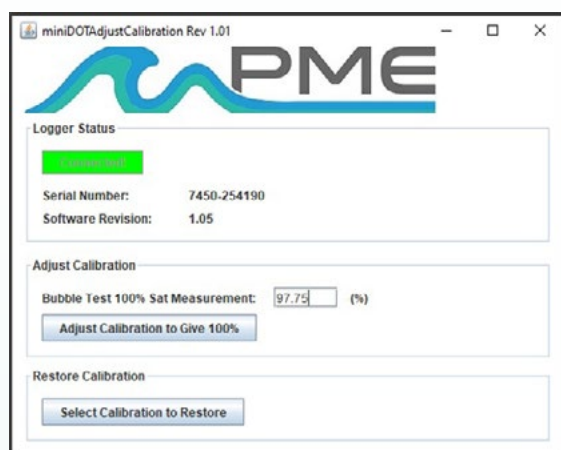 miniDOTAdjustCalibration Rev 1.01
PME
Logger Status
Connected!
Serial Number: 7450-254190
Software Revision: 1.05
Adjust Calibration
Bubble Test 100% Sat Measurement: 97.75 (%)
Adjust Calibration to Give 100%
Restore Calibration
Select Calibration to Restore